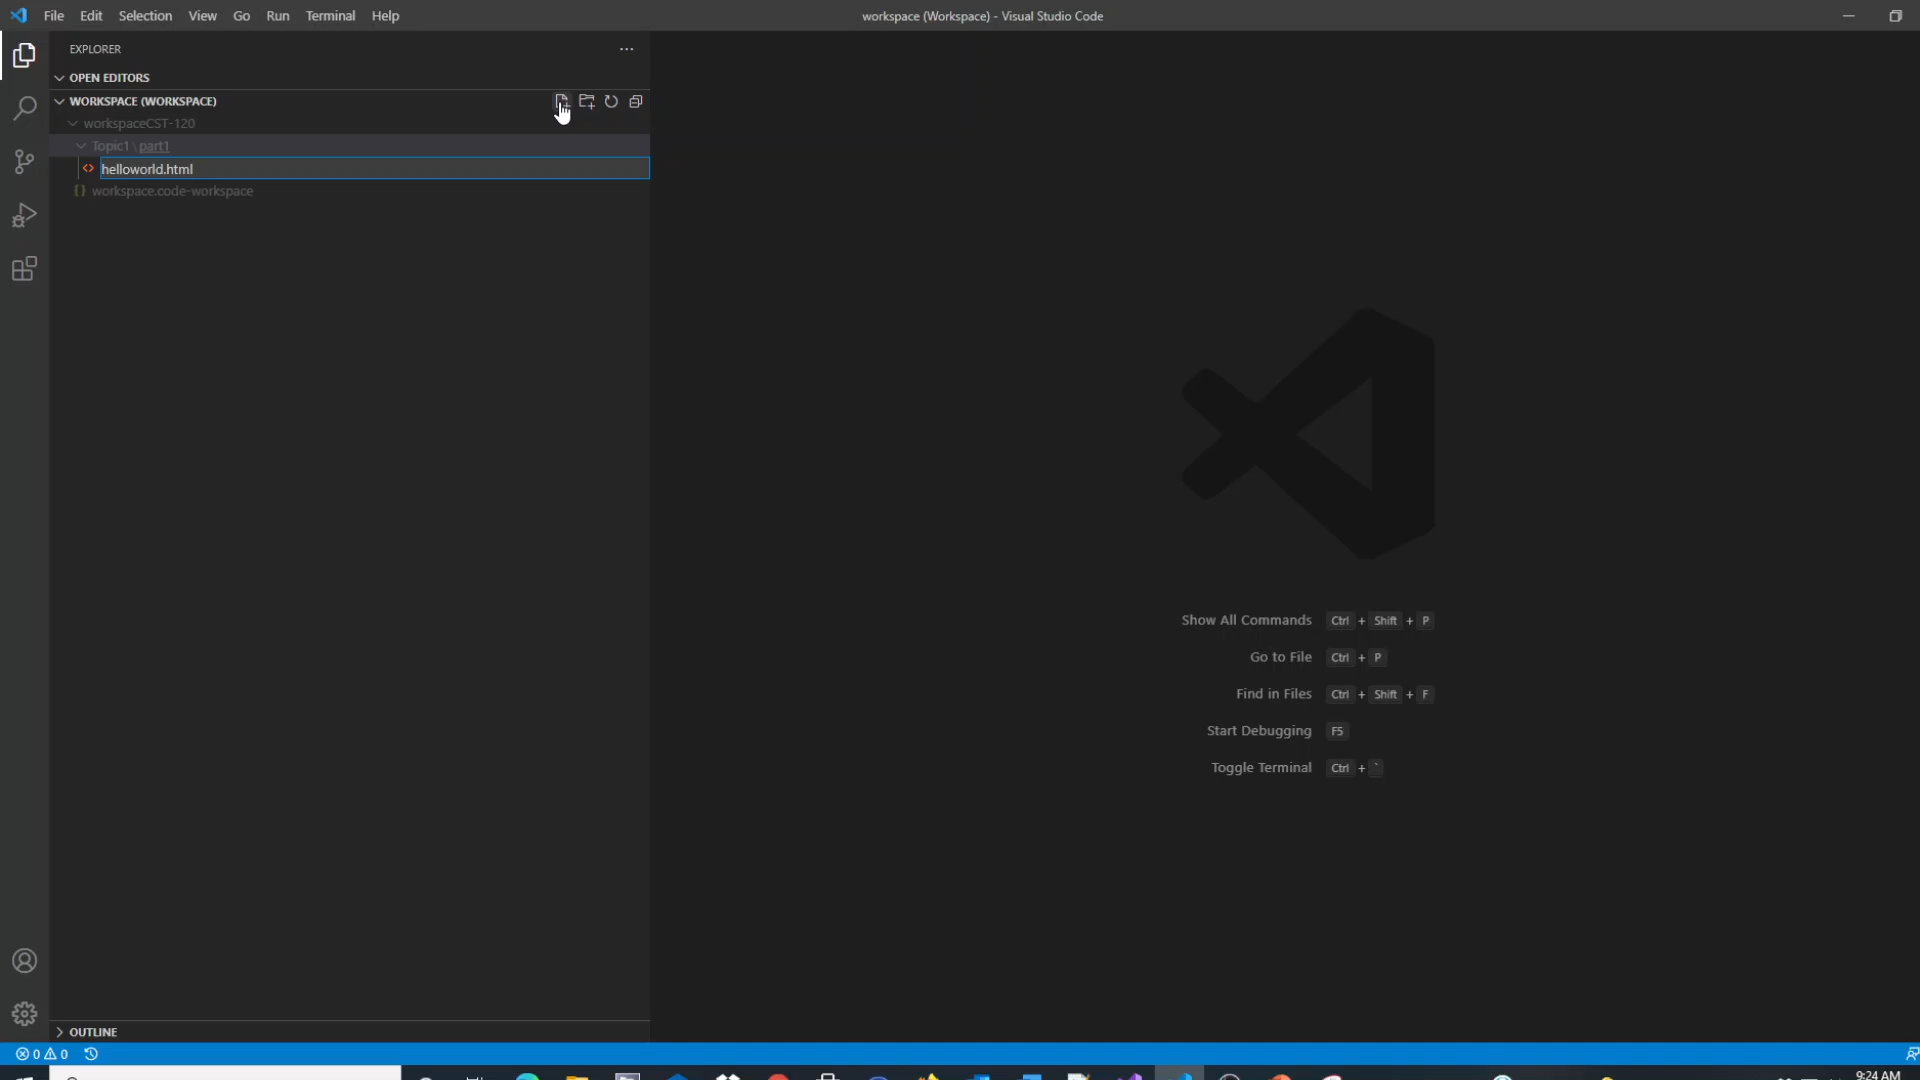 File Edit Selection View Go Run Terminal Help
workspace (Workspace) - Visual Studio Code
EXPLORER
OPEN EDITORS
WORKSPACE (WORKSPACE)
workspaceCST-120
Topic1 \ part1
<> helloworld.html
{} workspace.code-workspace
Show All Commands Ctrl + Shift + P
Go to File Ctrl + P
Find in Files Ctrl + Shift + F
Start Debugging F5
Toggle Terminal Ctrl + `
OUTLINE
0 0
9:24 AM